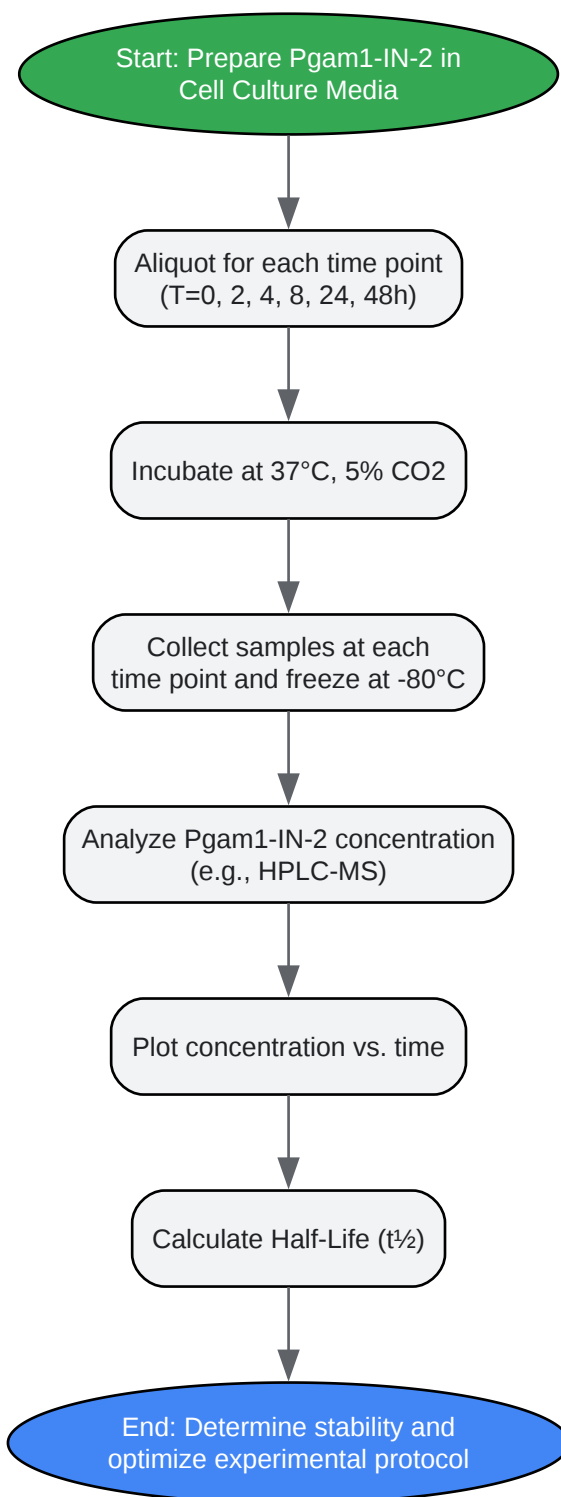 Start: Prepare Pgam1-IN-2 in
Cell Culture Media
Aliquot for each time point
(T=0, 2, 4, 8, 24, 48h)
Incubate at 37°C, 5% CO2
Collect samples at each
time point and freeze at -80°C
Analyze Pgam1-IN-2 concentration
(e.g., HPLC-MS)
Plot concentration vs. time
Calculate Half-Life (t½)
End: Determine stability and
optimize experimental protocol